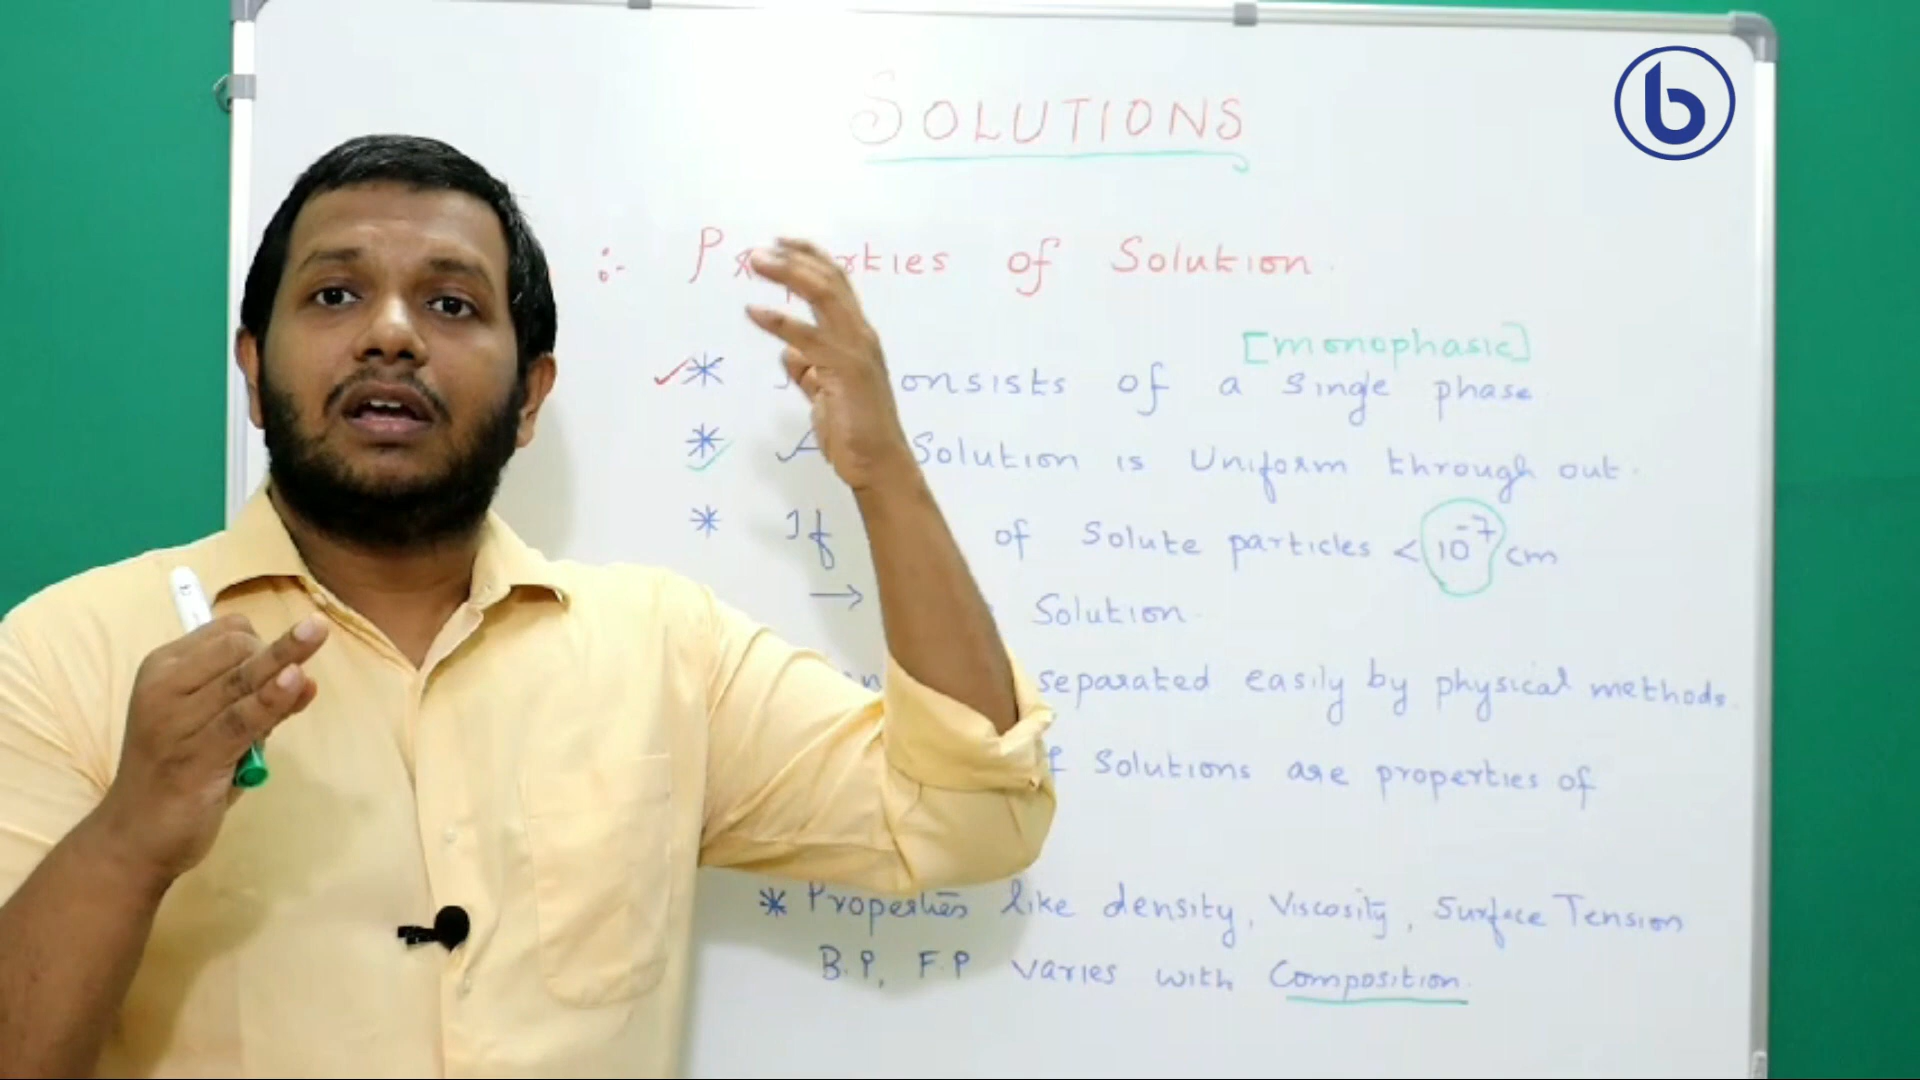 SOLUTIONS
:- Properties of Solution.
[monophasic]
* consists of a single phase
* A Solution is Uniform through out.
* If of Solute particles < 10⁻⁷ cm
→ Solution.
separated easily by physical methods.
Solutions are properties of
* Properties like density, Viscosity, Surface Tension
B.P, F.P varies with Composition.
b